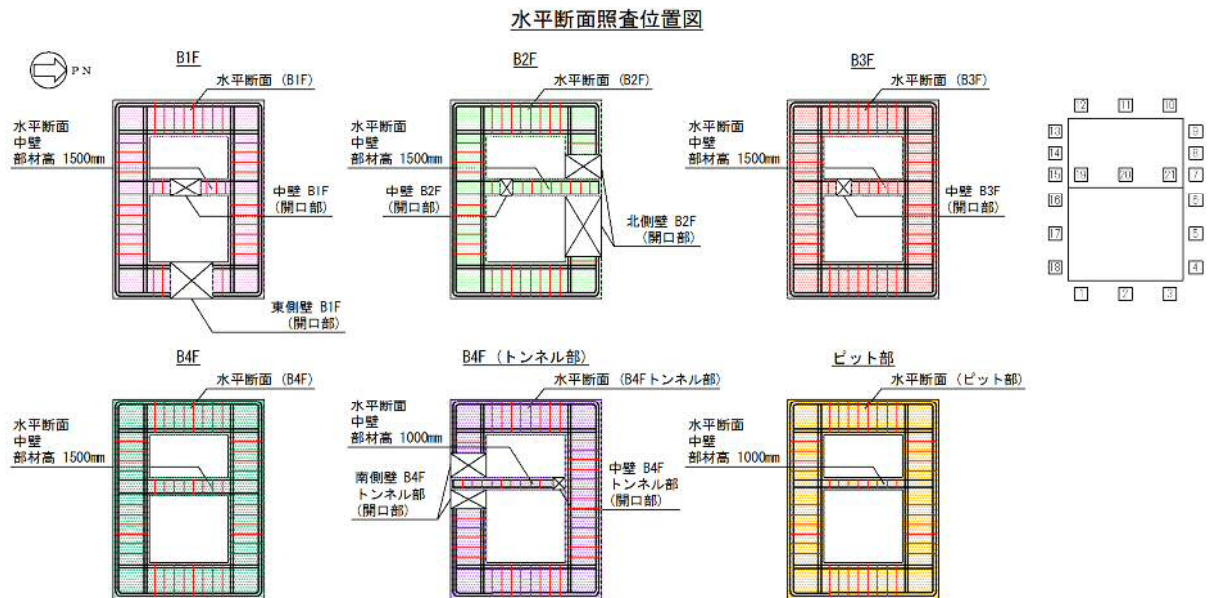 水平断面照査位置図
PN
B1F
水平断面 (B1F)
水平断面
中壁
部材高 1500mm
中壁 B1F
(開口部)
東側壁 B1F
(開口部)
B2F
水平断面 (B2F)
水平断面
中壁
部材高 1500mm
中壁 B2F
(開口部)
北側壁 B2F
(開口部)
B3F
水平断面 (B3F)
水平断面
中壁
部材高 1500mm
中壁 B3F
(開口部)
12 11 10
13 9
14 8
15 19 20 21 7
16 6
17 5
18 4
1 2 3
B4F
水平断面 (B4F)
水平断面
中壁
部材高 1500mm
B4F (トンネル部)
水平断面 (B4Fトンネル部)
水平断面
中壁
部材高 1000mm
南側壁 B4F
トンネル部
(開口部)
中壁 B4F
トンネル部
(開口部)
ピット部
水平断面 (ピット部)
水平断面
中壁
部材高 1000mm